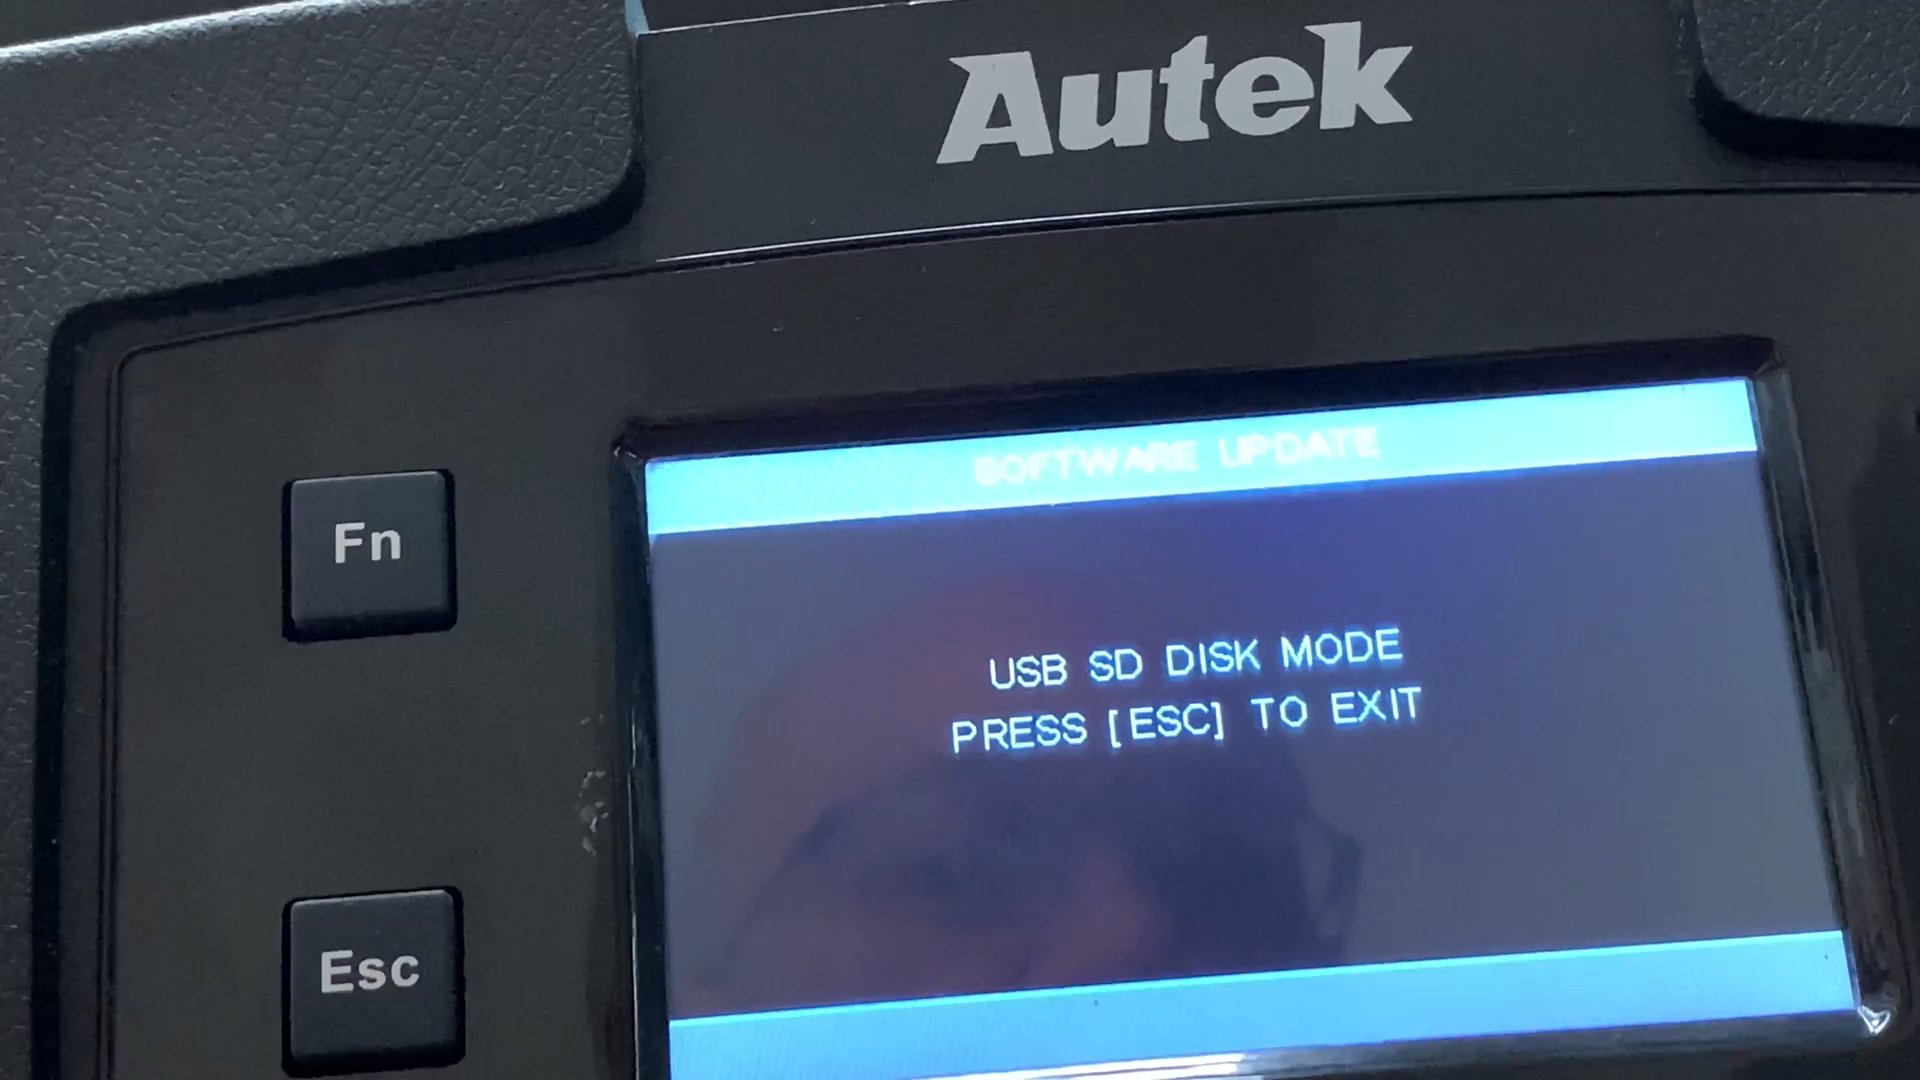 Autek
SOFTWARE UPDATE
Fn
USB SD DISK MODE
PRESS [ESC] TO EXIT
Esc